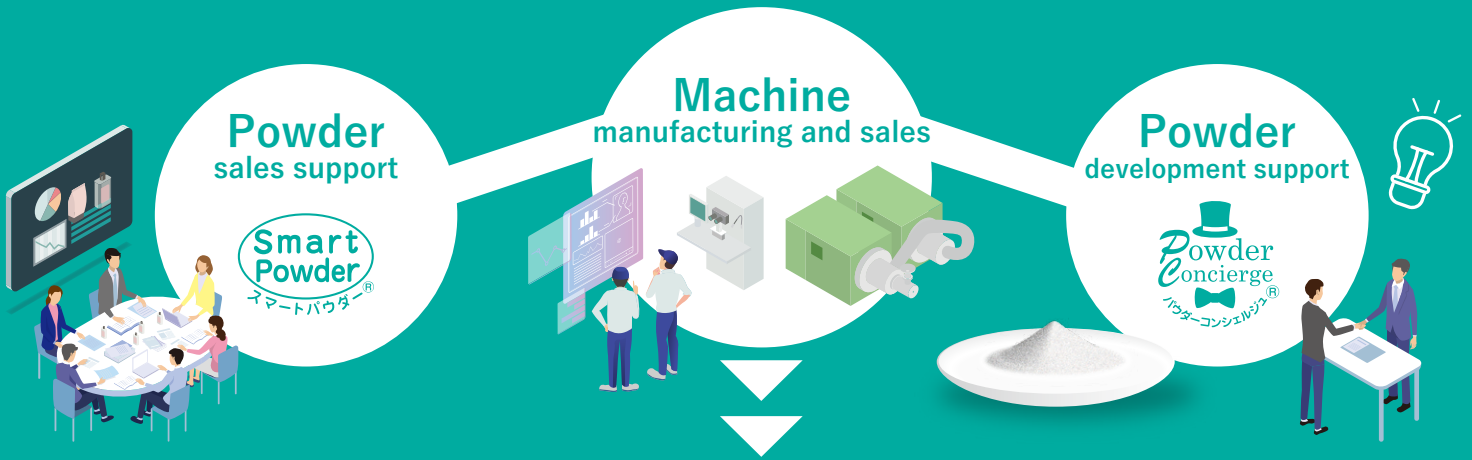 Powder
sales support
Smart
Powder
スマートパウダー®
Machine
manufacturing and sales
Powder
development support
Powder
Concierge
パウダーコンシェルジュ®